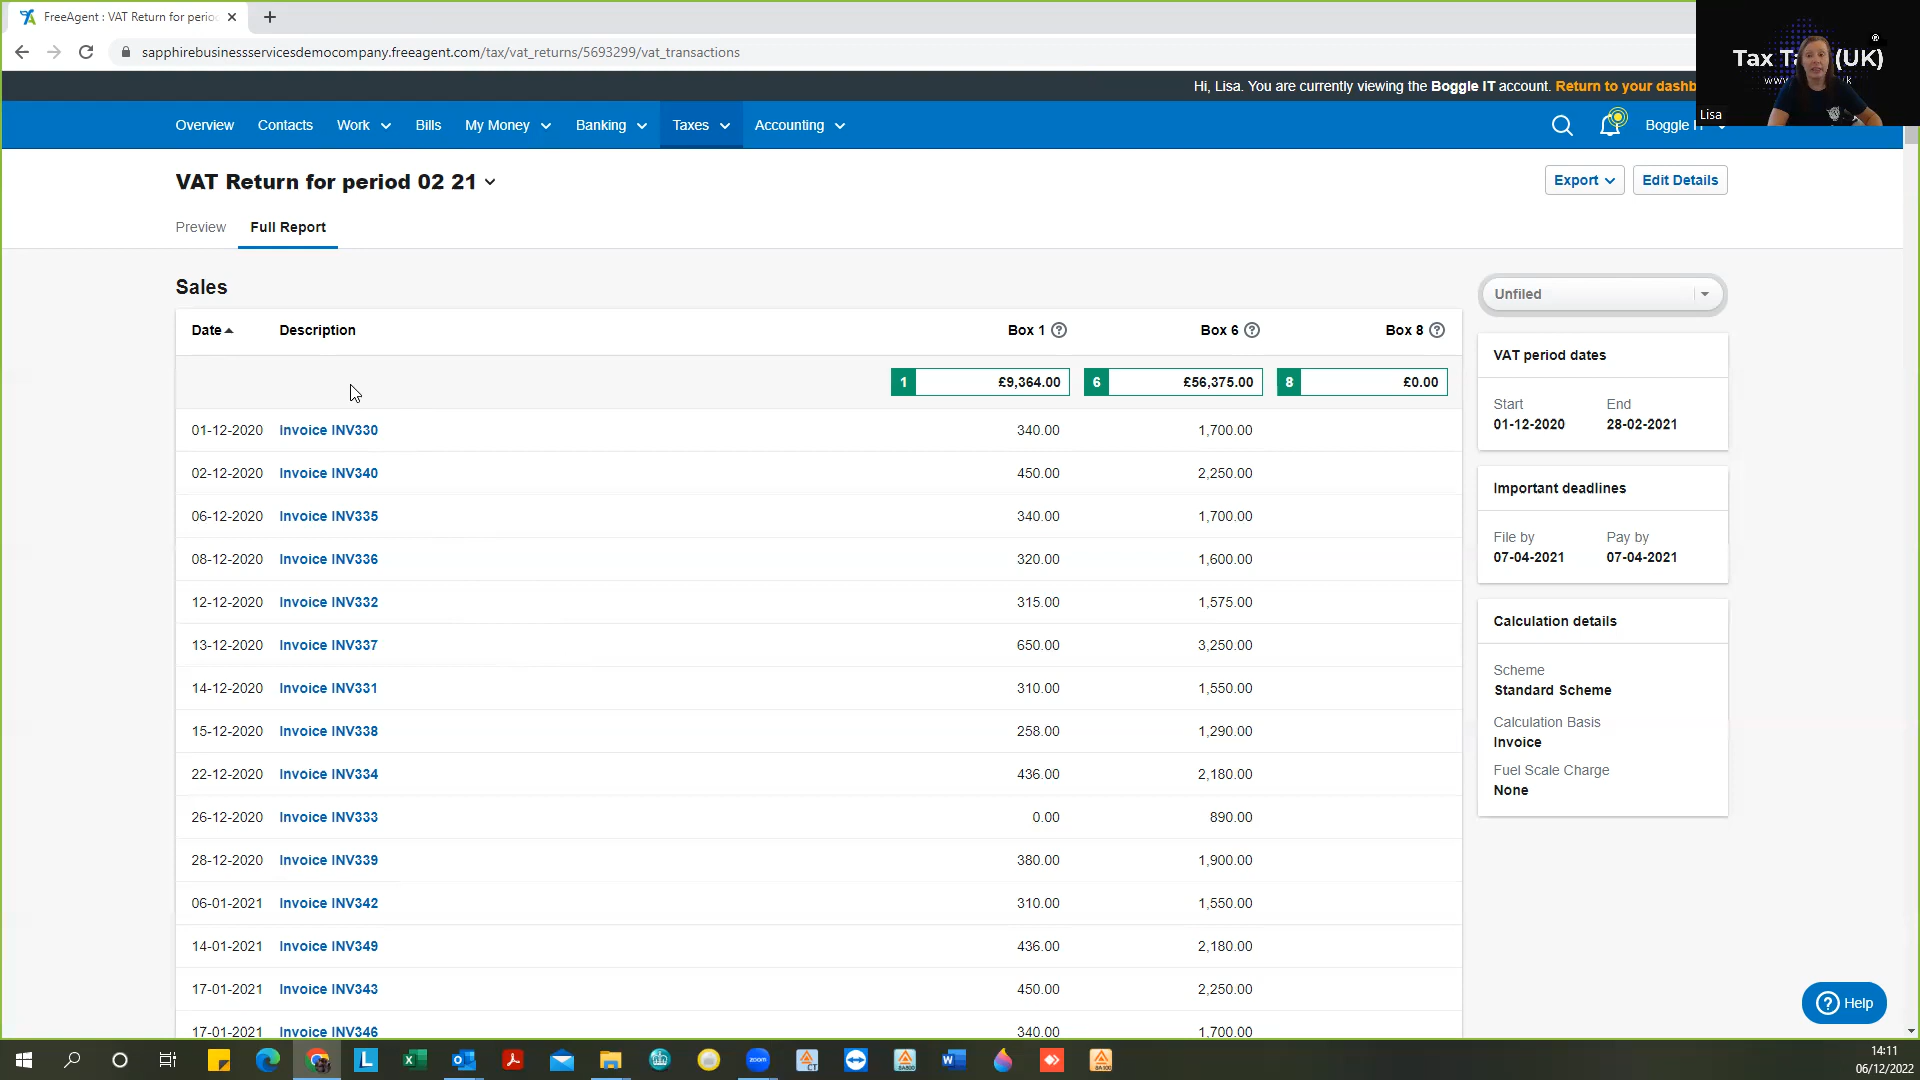 FreeAgent : VAT Return for perio
sapphirebusinessservicesdemocompany.freeagent.com/tax/vat_returns/5693299/vat_transactions
Hi, Lisa. You are currently viewing the Boggle IT account. Return to your dashb
Tax T (UK)
www
Lisa
Overview Contacts Work Bills My Money Banking Taxes Accounting Boggle I
VAT Return for period 02 21
Export Edit Details
Preview Full Report
Sales
Date Description Box 1 Box 6 Box 8
1 £9,364.00 6 £56,375.00 8 £0.00
01-12-2020 Invoice INV330 340.00 1,700.00
02-12-2020 Invoice INV340 450.00 2,250.00
06-12-2020 Invoice INV335 340.00 1,700.00
08-12-2020 Invoice INV336 320.00 1,600.00
12-12-2020 Invoice INV332 315.00 1,575.00
13-12-2020 Invoice INV337 650.00 3,250.00
14-12-2020 Invoice INV331 310.00 1,550.00
15-12-2020 Invoice INV338 258.00 1,290.00
22-12-2020 Invoice INV334 436.00 2,180.00
26-12-2020 Invoice INV333 0.00 890.00
28-12-2020 Invoice INV339 380.00 1,900.00
06-01-2021 Invoice INV342 310.00 1,550.00
14-01-2021 Invoice INV349 436.00 2,180.00
17-01-2021 Invoice INV343 450.00 2,250.00
17-01-2021 Invoice INV346 340.00 1,700.00
Unfiled
VAT period dates
Start End
01-12-2020 28-02-2021
Important deadlines
File by Pay by
07-04-2021 07-04-2021
Calculation details
Scheme
Standard Scheme
Calculation Basis
Invoice
Fuel Scale Charge
None
Help
14:11
06/12/2022